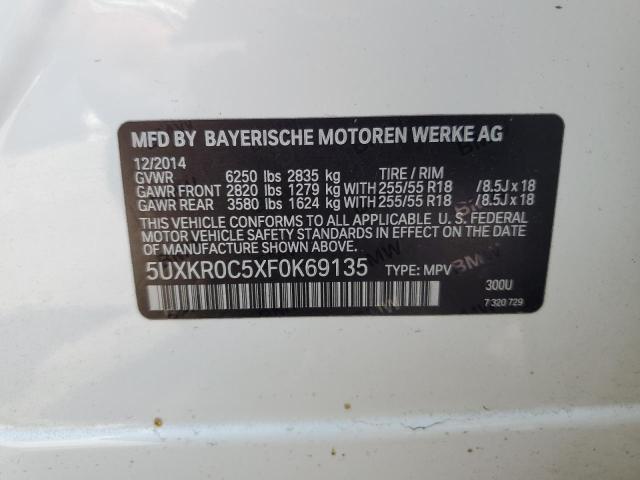 MFD BY BAYERISCHE MOTOREN WERKE AG
12/2014
GVWR 6250 lbs 2835 kg TIRE / RIM
GAWR FRONT 2820 lbs 1279 kg WITH 255/55 R18 /8.5J x 18
GAWR REAR 3580 lbs 1624 kg WITH 255/55 R18 /8.5J x 18
THIS VEHICLE CONFORMS TO ALL APPLICABLE U.S. FEDERAL
MOTOR VEHICLE SAFETY STANDARDS IN EFFECT ON THE DATE
OF MANUFACTURE SHOWN ABOVE.
5UXKR0C5XF0K69135 TYPE: MPV
300U
7 320 729